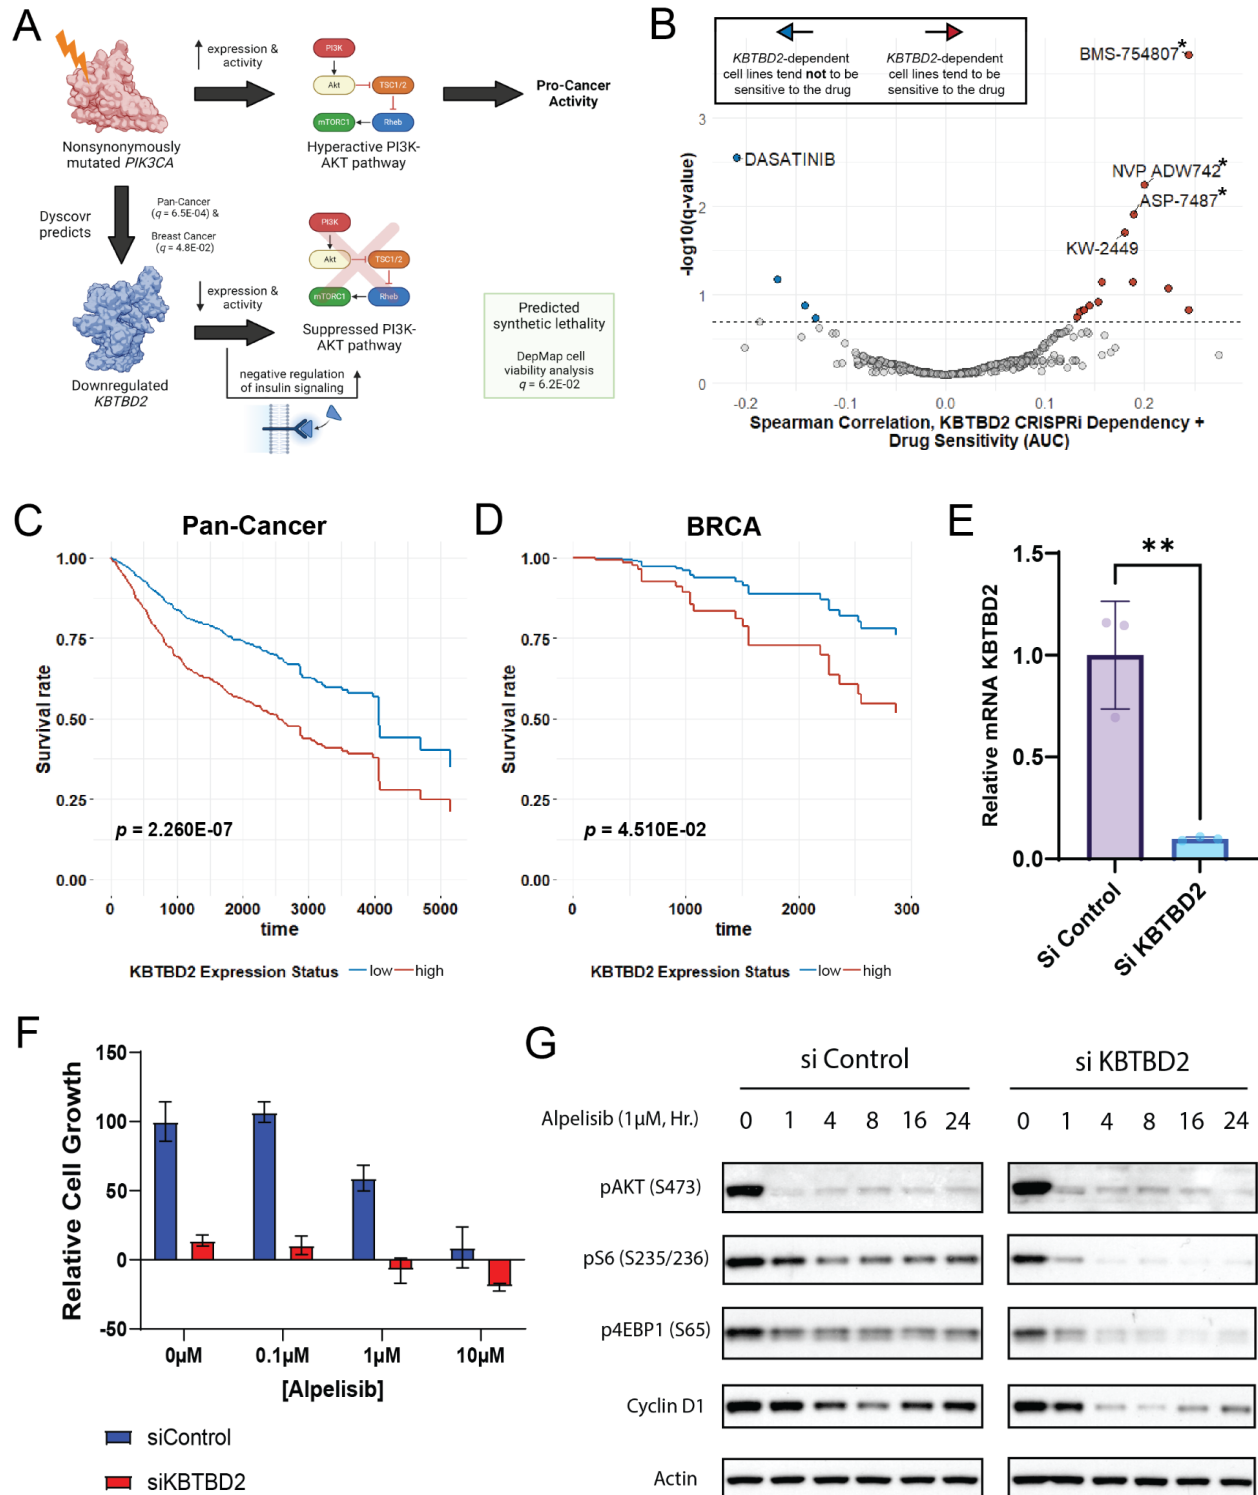 A
expression &
activity
PI3K
Akt
TSC1/2
mTORC1
Rheb
Pro-Cancer
Activity
Nonsynonymously
mutated PIK3CA
Hyperactive PI3K-
AKT pathway
Dyscovr
predicts
Pan-Cancer
(q = 6.5E-04) &
Breast Cancer
(q = 4.8E-02)
PI3K
Akt
TSC1/2
mTORC1
Rheb
expression &
activity
Suppressed PI3K-
AKT pathway
Downregulated
KBTBD2
negative regulation
of insulin signaling
Predicted
synthetic lethality
DepMap cell
viability analysis
q = 6.2E-02
B
KBTBD2-dependent
cell lines tend not to be
sensitive to the drug
KBTBD2-dependent
cell lines tend to be
sensitive to the drug
BMS-754807*
DASATINIB
NVP ADW742*
ASP-7487*
KW-2449
-log10(q-value)
3
2
1
0
-0.2 -0.1 0.0 0.1 0.2
Spearman Correlation, KBTBD2 CRISPRi Dependency +
Drug Sensitivity (AUC)
C
Pan-Cancer
Survival rate
1.00
0.75
0.50
0.25
0.00
p = 2.260E-07
0 1000 2000 3000 4000 5000
time
KBTBD2 Expression Status low high
D
BRCA
Survival rate
1.00
0.75
0.50
0.25
0.00
p = 4.510E-02
0 1000 2000 300
time
KBTBD2 Expression Status low high
E
Relative mRNA KBTBD2
1.5
1.0
0.5
0.0
**
Si Control
Si KBTBD2
F
Relative Cell Growth
150
100
50
0
-50
0µM 0.1µM 1µM 10µM
[Alpelisib]
siControl
siKBTBD2
G
si Control si KBTBD2
Alpelisib (1µM, Hr.) 0 1 4 8 16 24 0 1 4 8 16 24
pAKT (S473)
pS6 (S235/236)
p4EBP1 (S65)
Cyclin D1
Actin